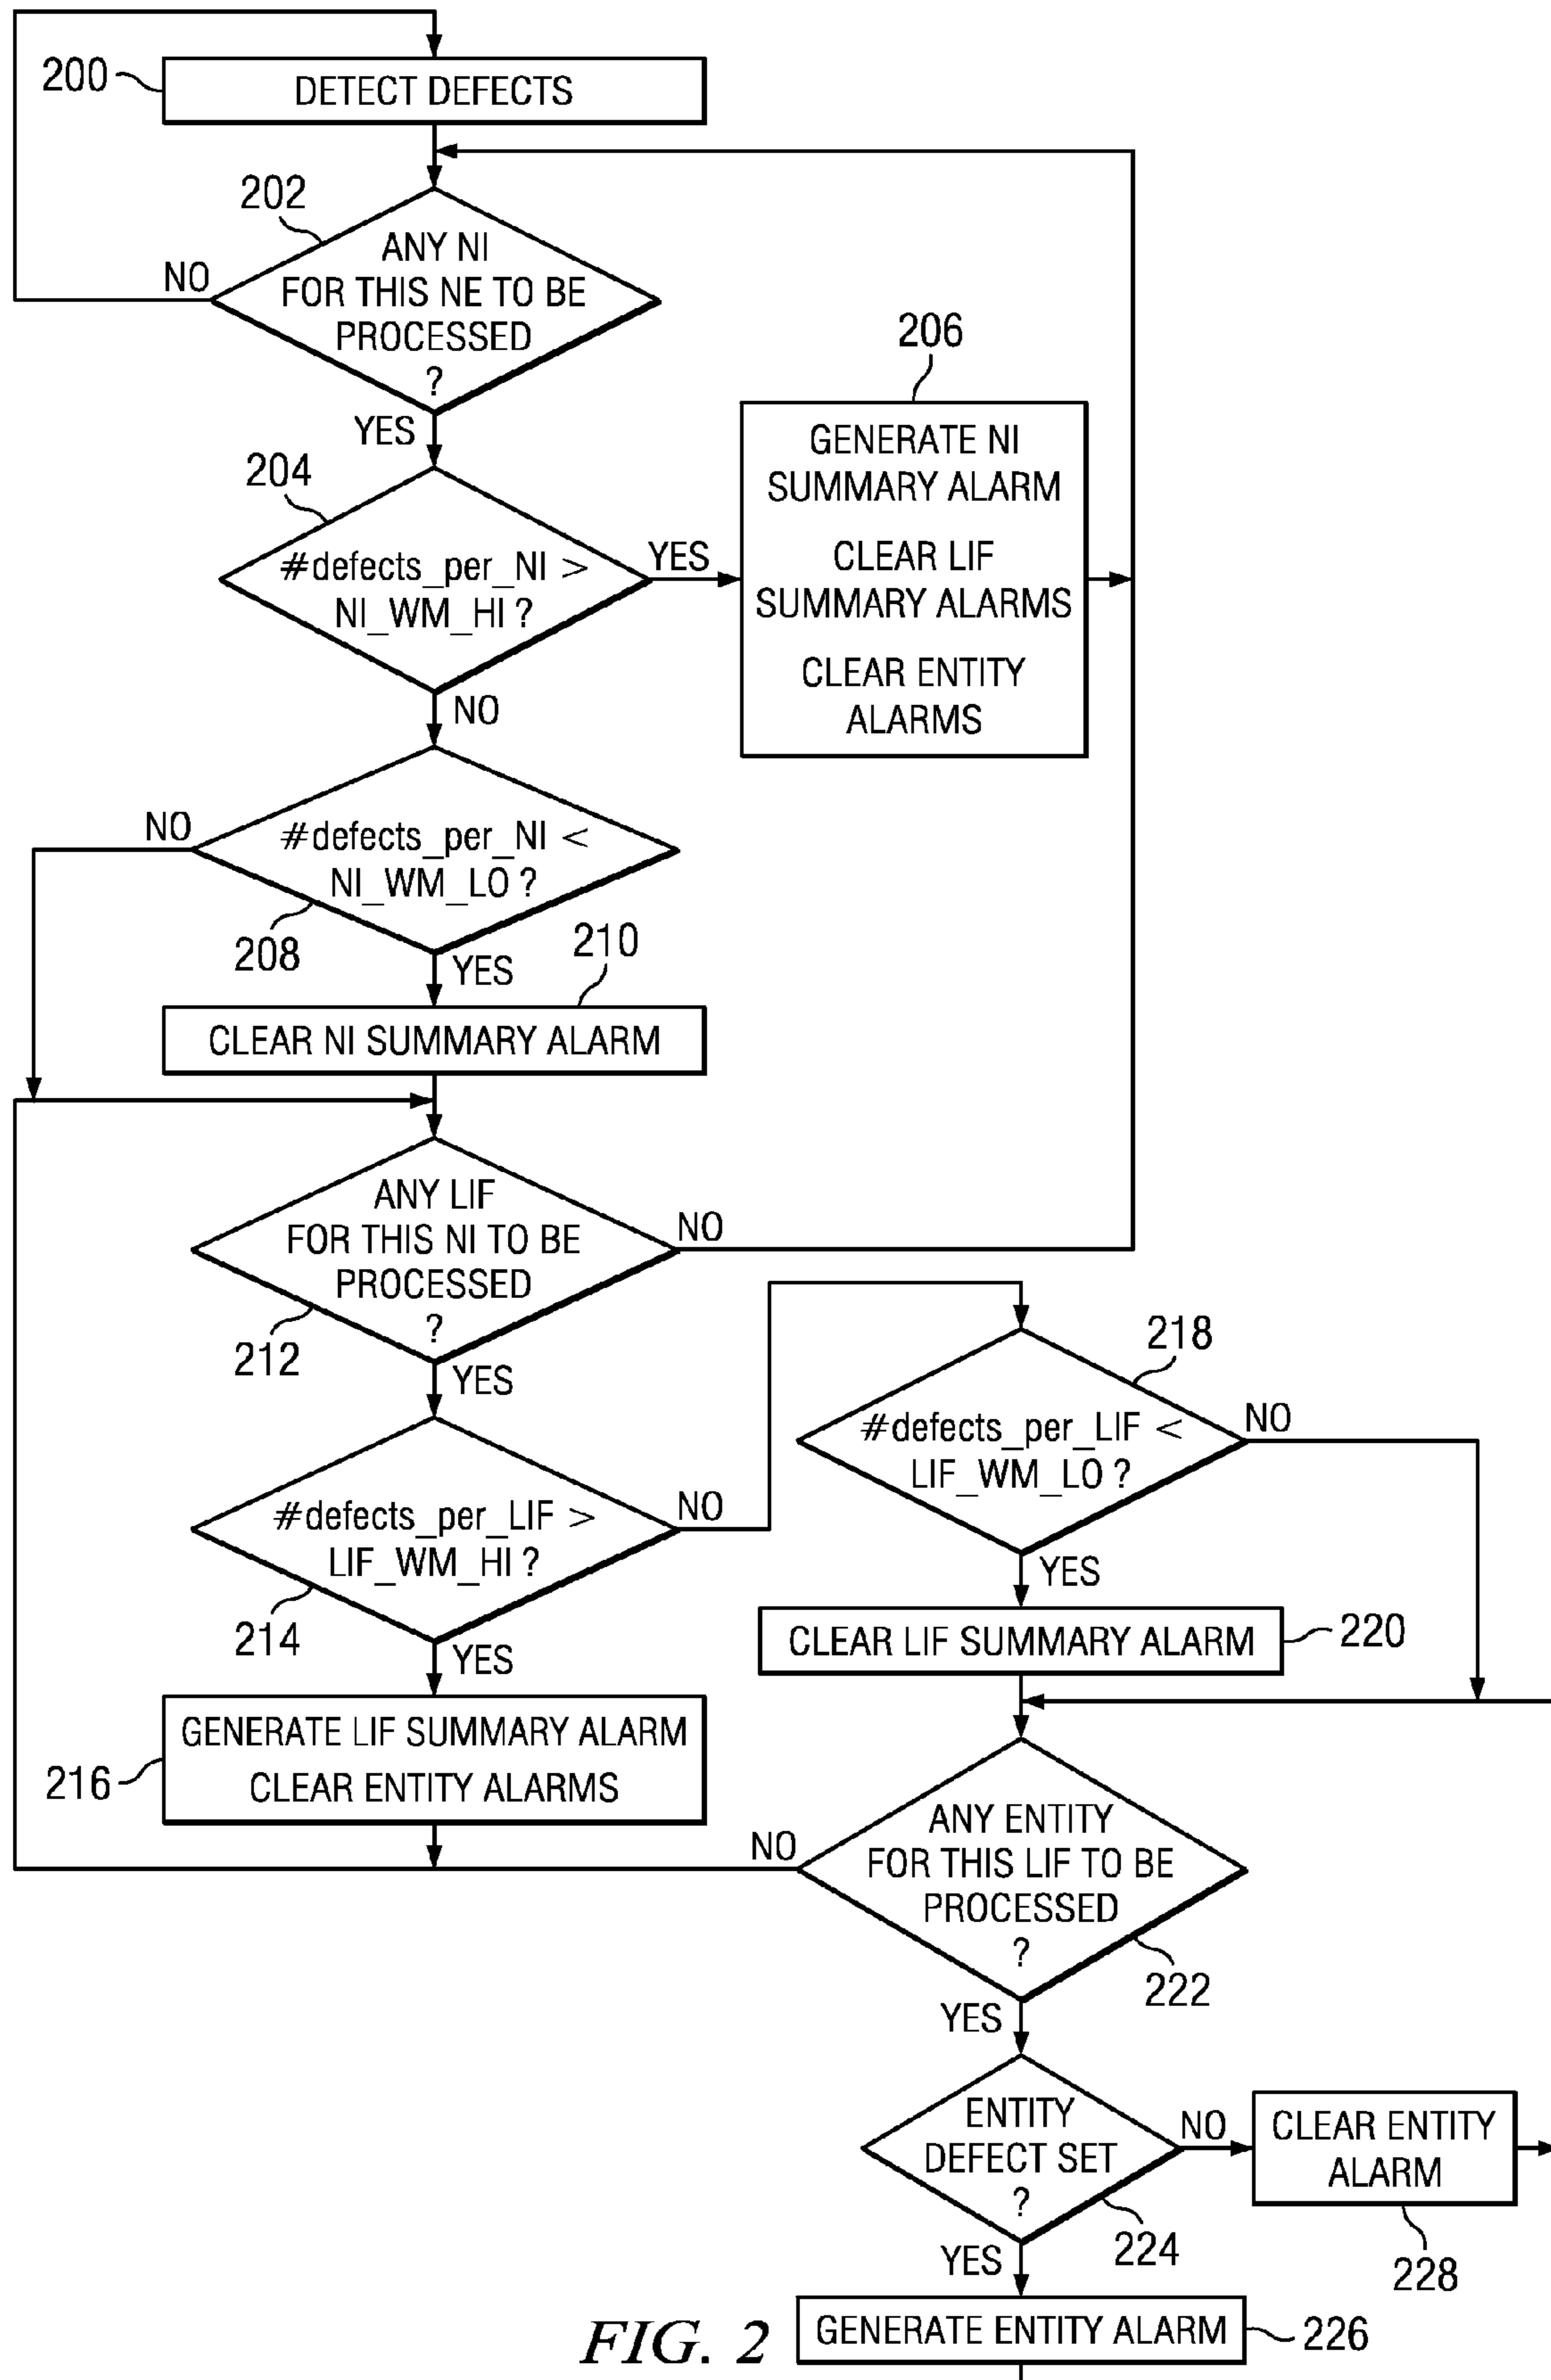 200
DETECT DEFECTS
202
ANY NI
FOR THIS NE TO BE
PROCESSED
?
NO
YES
206
GENERATE NI
SUMMARY ALARM
CLEAR LIF
SUMMARY ALARMS
CLEAR ENTITY
ALARMS
204
#defects_per_NI >
NI_WM_HI ?
YES
NO
#defects_per_NI <
NI_WM_LO ?
NO
208
YES
210
CLEAR NI SUMMARY ALARM
ANY LIF
FOR THIS NI TO BE
PROCESSED
?
NO
212
YES
218
#defects_per_LIF <
LIF_WM_LO ?
NO
YES
#defects_per_LIF >
LIF_WM_HI ?
NO
214
YES
CLEAR LIF SUMMARY ALARM
220
GENERATE LIF SUMMARY ALARM
CLEAR ENTITY ALARMS
216
NO
ANY ENTITY
FOR THIS LIF TO BE
PROCESSED
?
222
YES
ENTITY
DEFECT SET
?
NO
CLEAR ENTITY
ALARM
224
228
YES
GENERATE ENTITY ALARM
226
FIG. 2